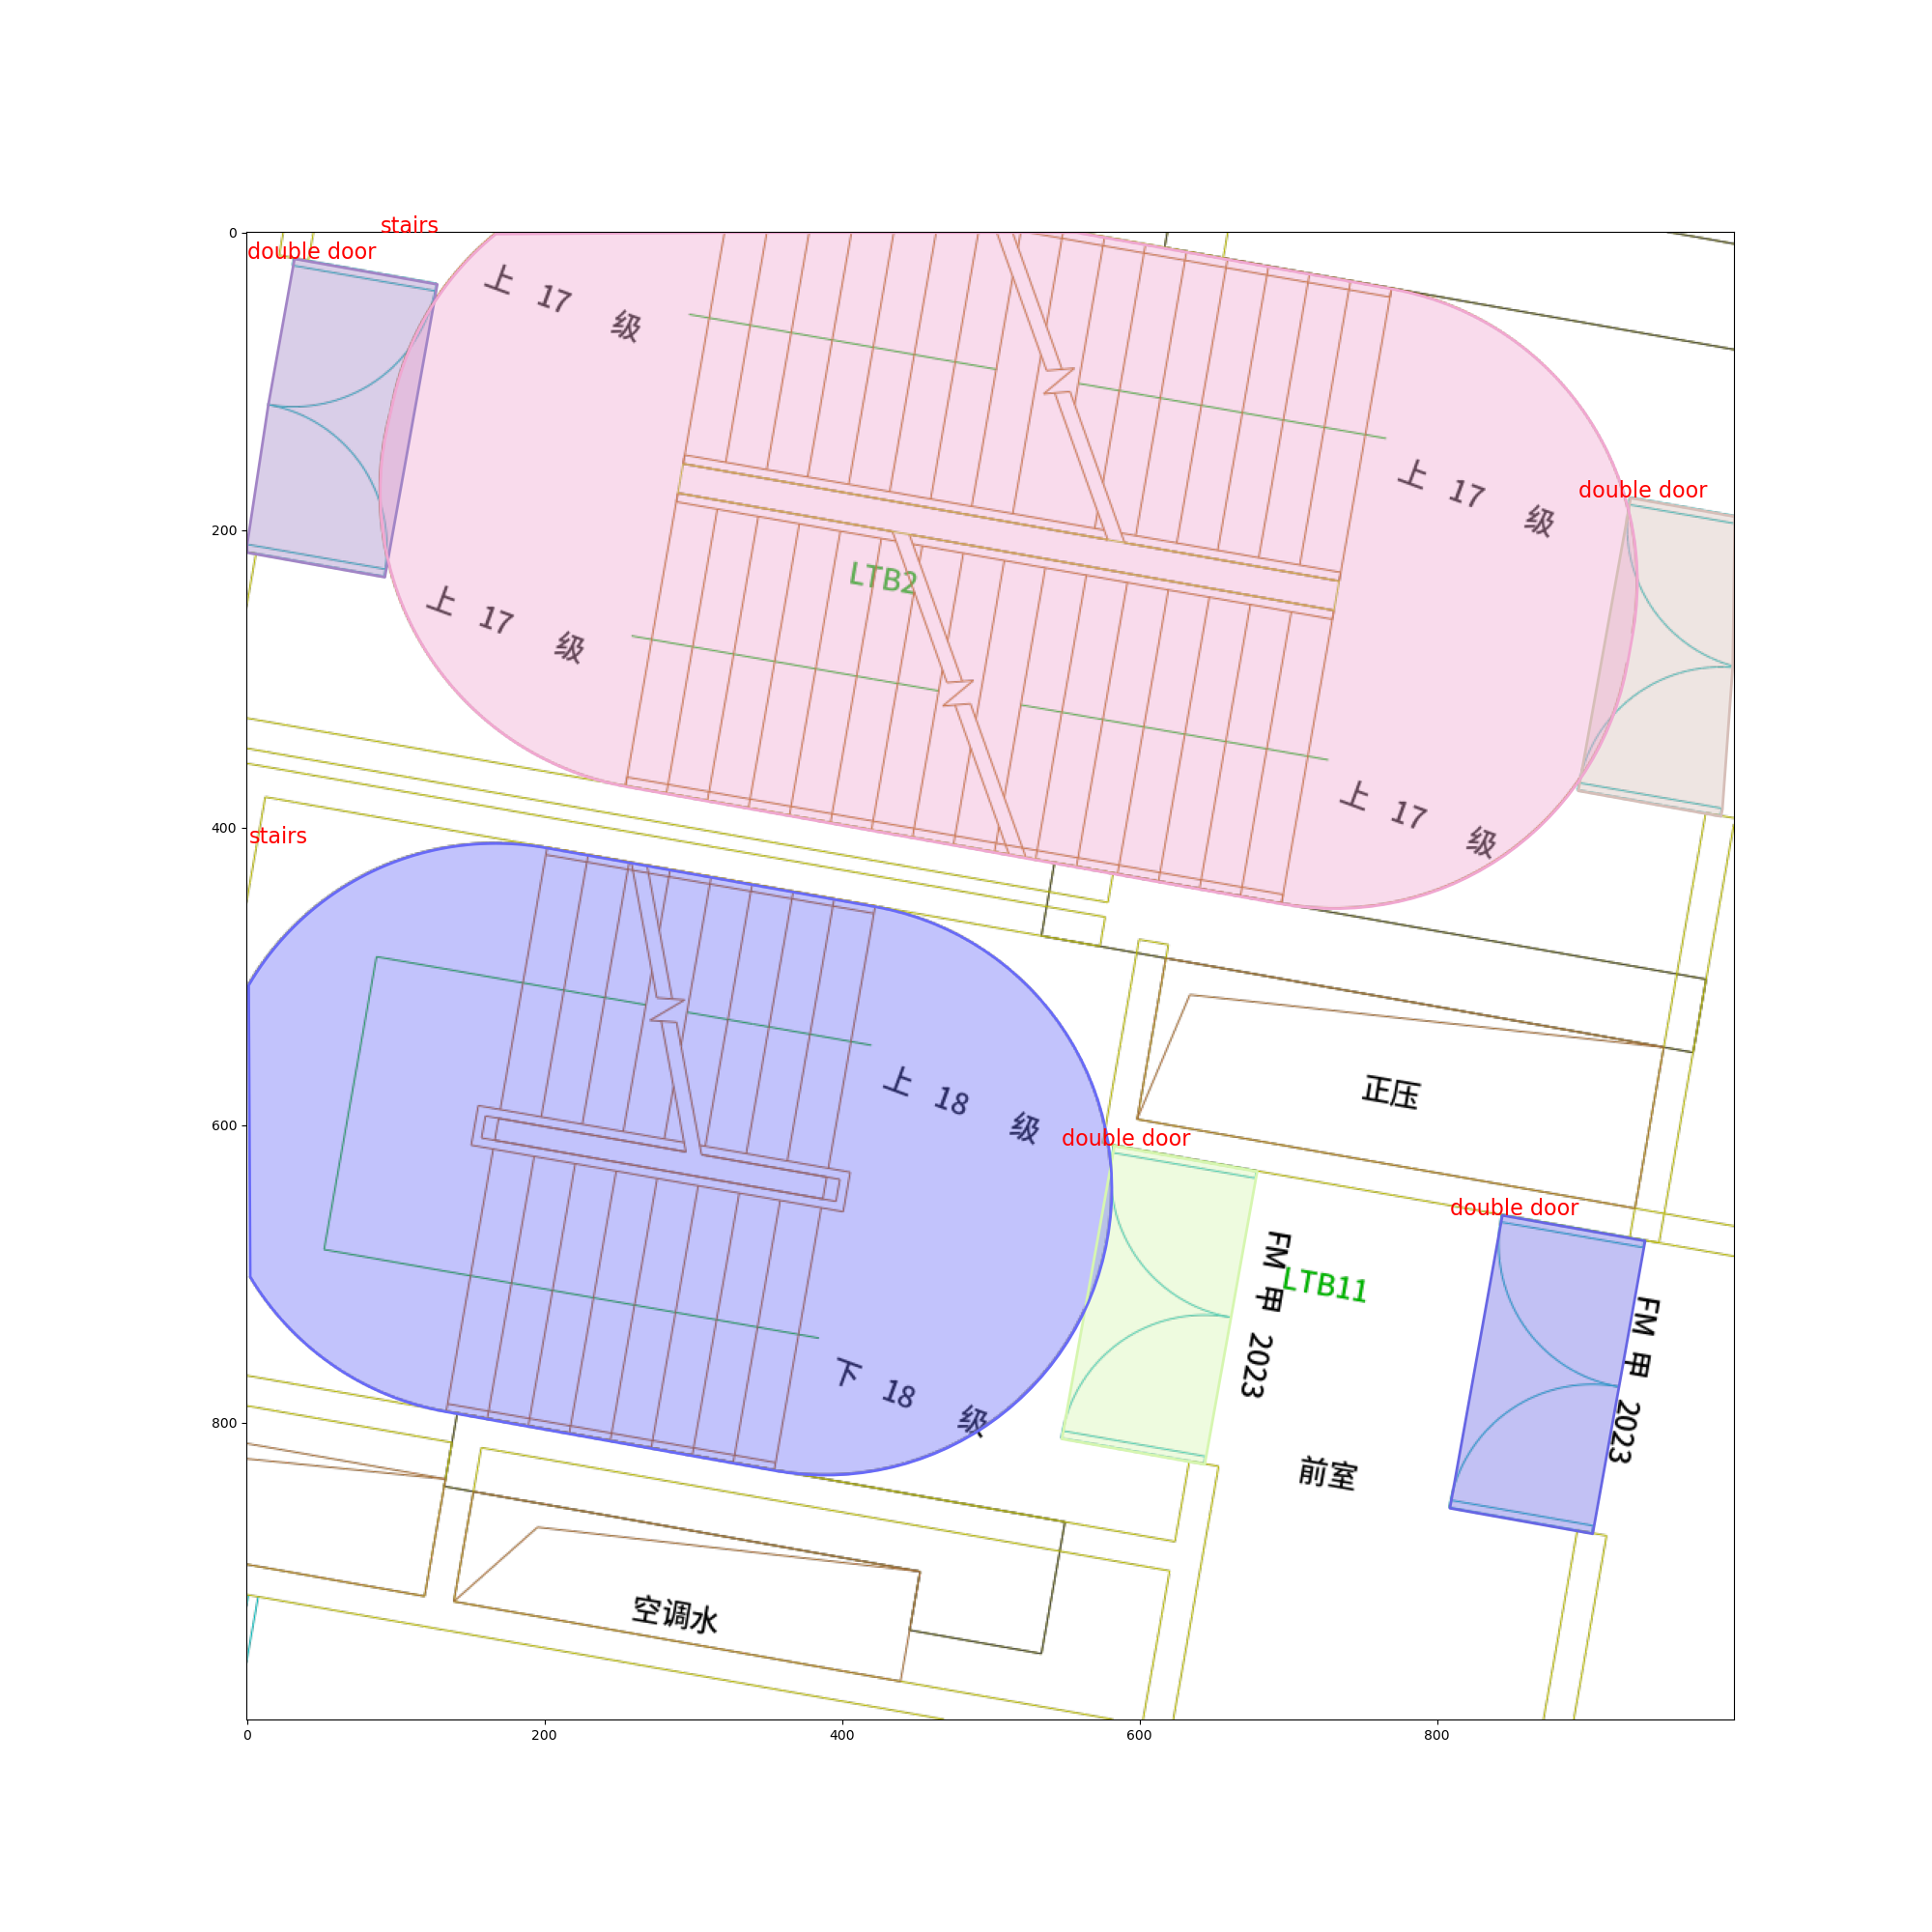 stairs
double door
上 17 级
上 17 级
double door
LTB2
上 17 级
上 17 级
stairs
上 18 级
正压
double door
double door
FM 甲 2023
LTB11
FM 甲 2023
下 18 级
前室
空调水
0
200
400
600
800
0
200
400
600
800